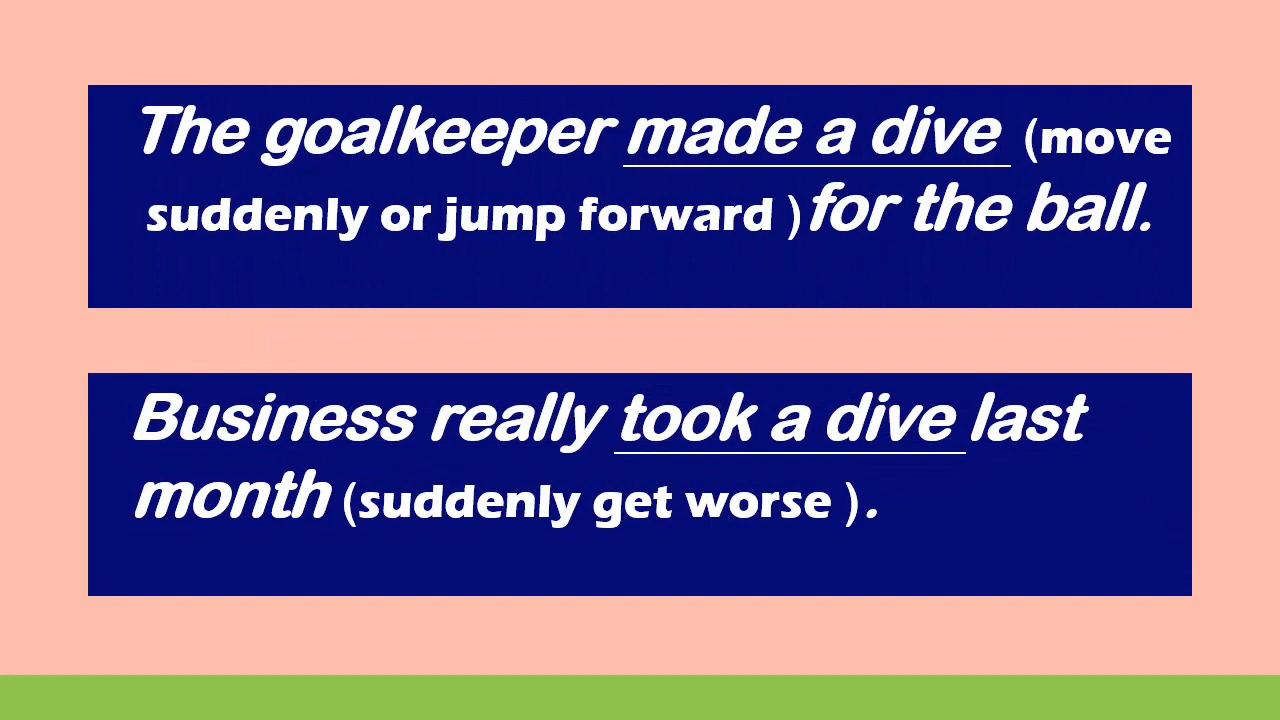 The goalkeeper made a dive (move
suddenly or jump forward )for the ball.
Business really took a dive last
month (suddenly get worse ).